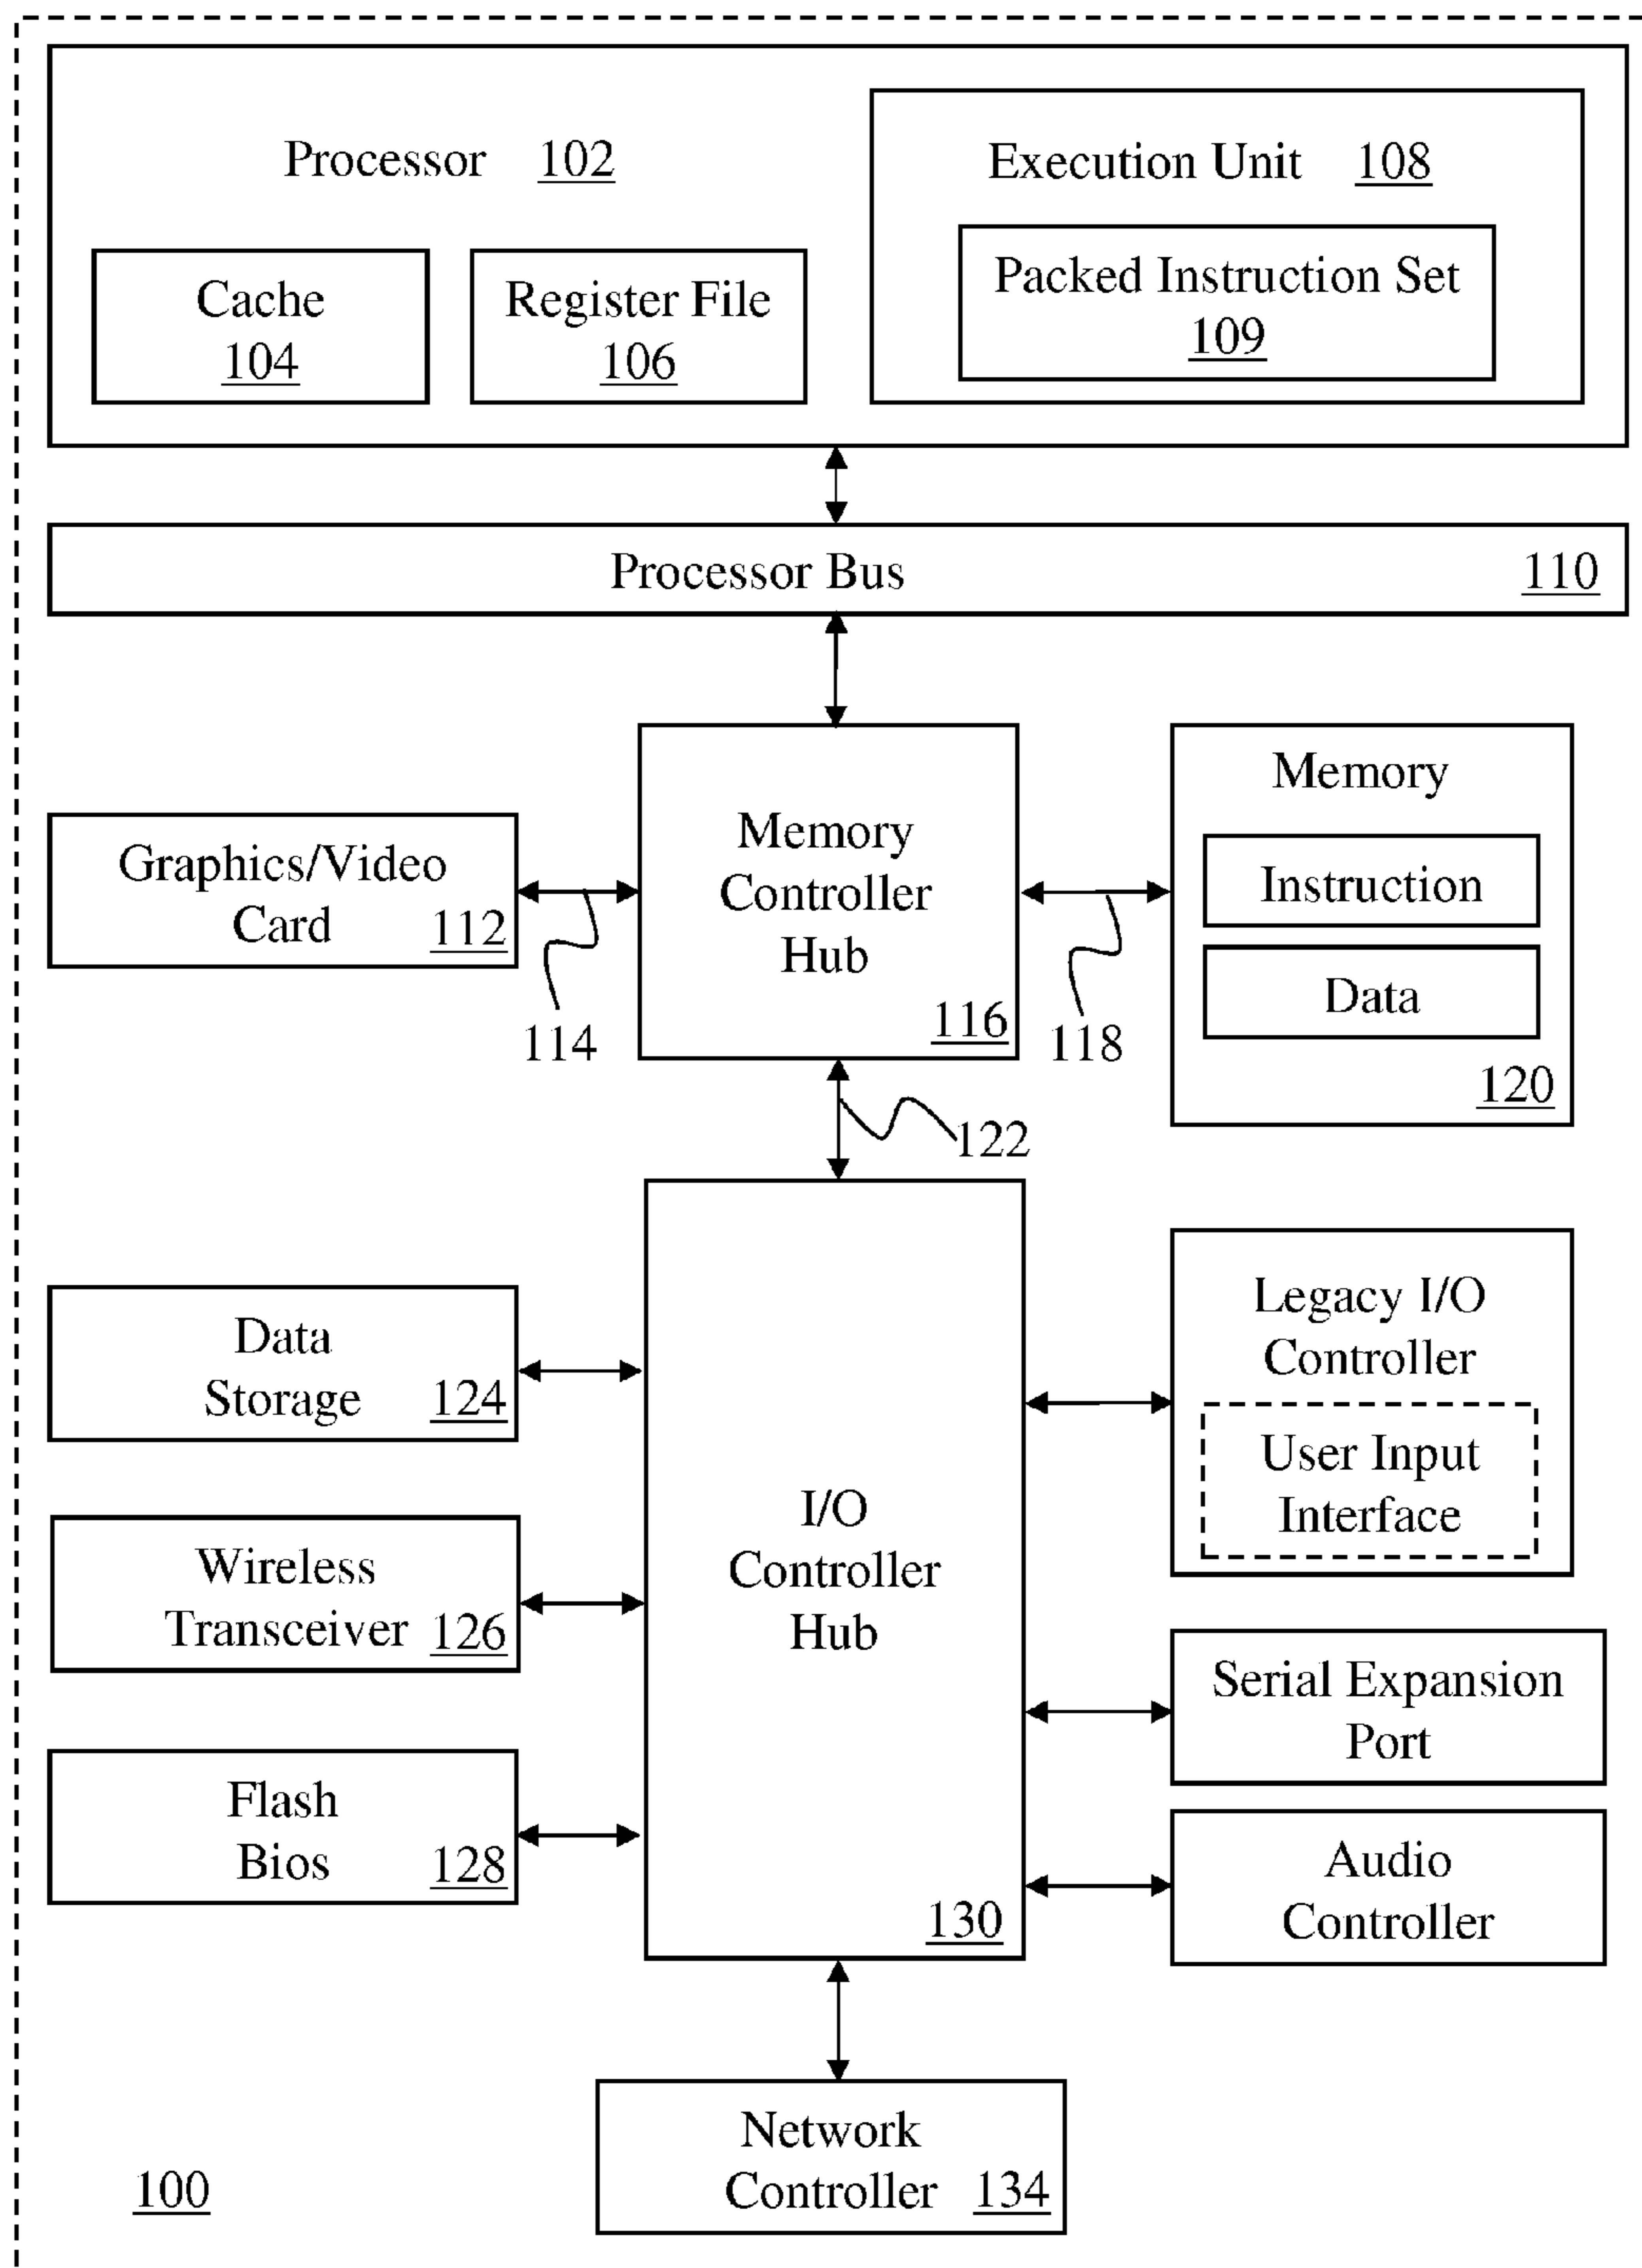 Processor 102
Execution Unit 108
Cache
104
Register File
106
Packed Instruction Set
109
Processor Bus 110
Graphics/Video
Card 112
114
Memory
Controller
Hub
116
118
Memory
Instruction
Data
120
122
Data
Storage 124
Wireless
Transceiver 126
Flash
Bios 128
I/O
Controller
Hub
130
Legacy I/O
Controller
User Input
Interface
Serial Expansion
Port
Audio
Controller
Network
Controller 134
100